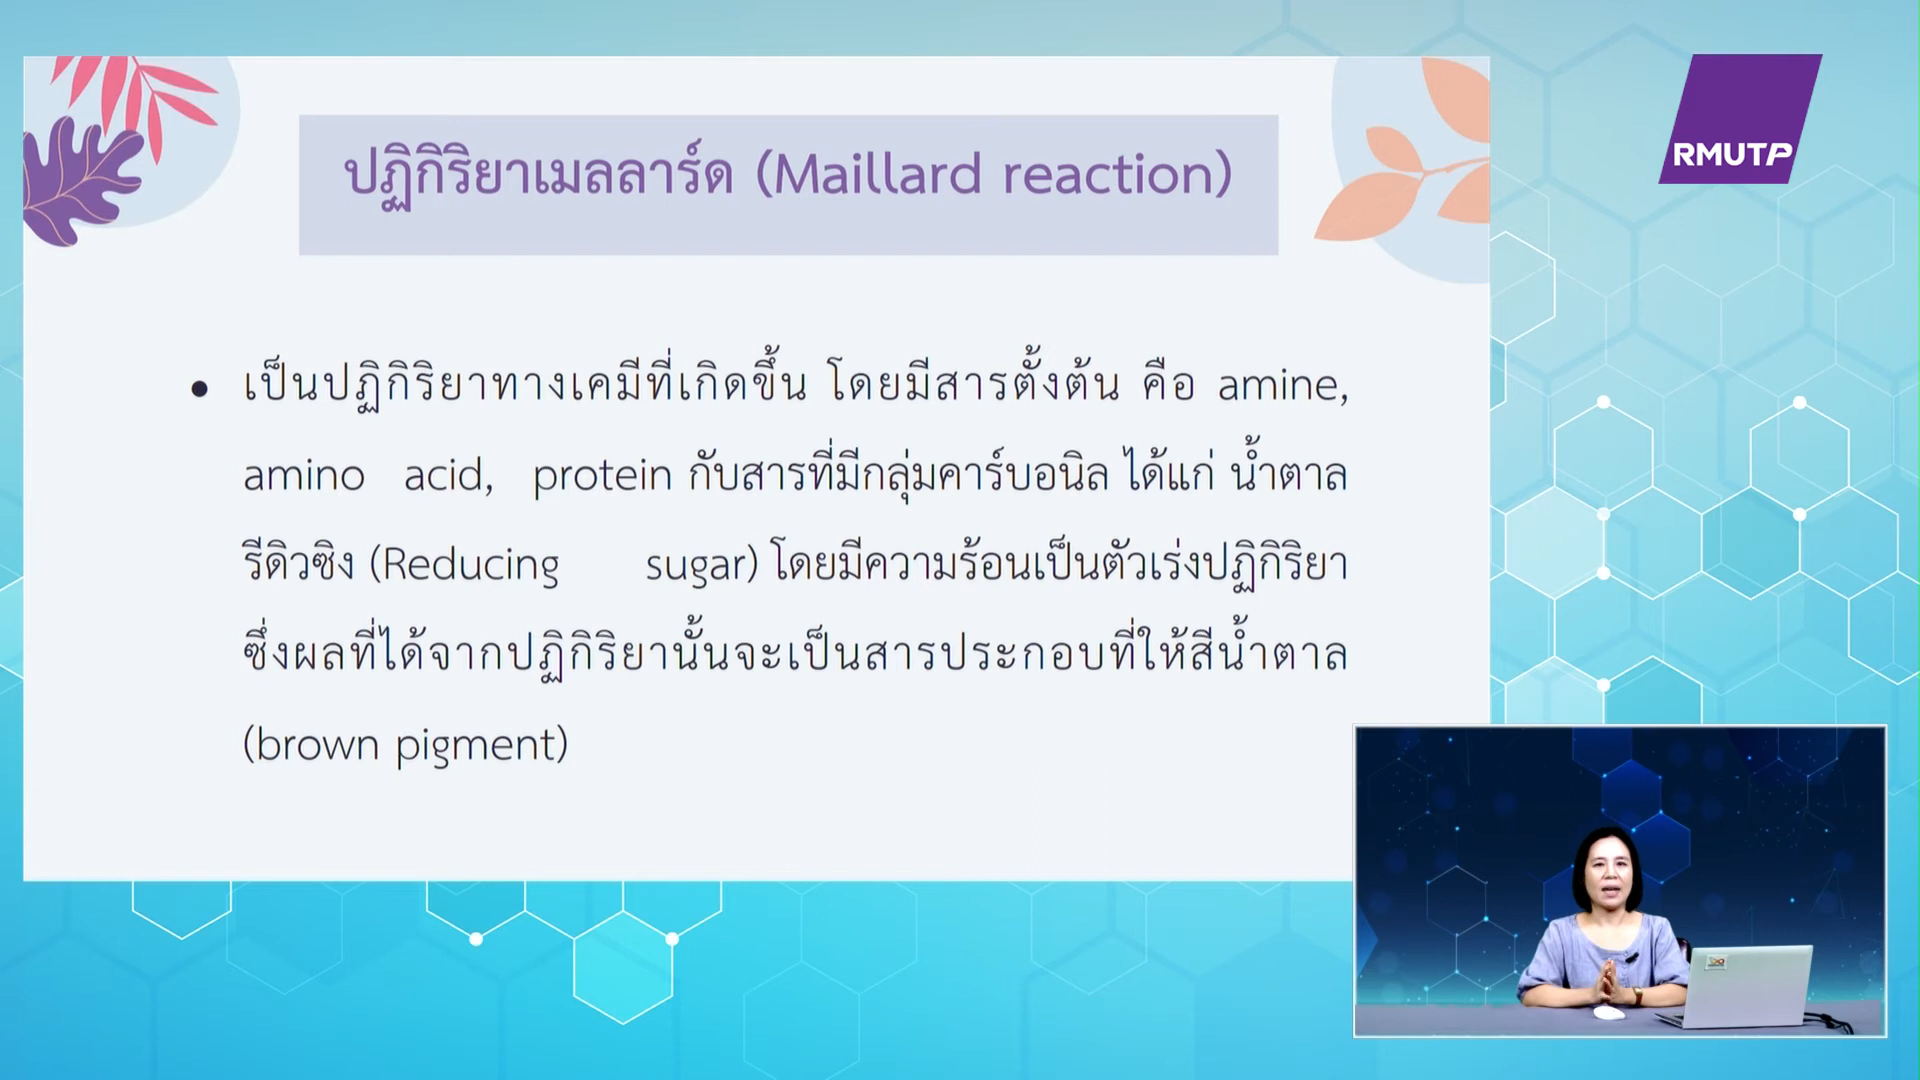 ปฏิกิริยาเมลลาร์ด (Maillard reaction)
RMUTP
• เป็นปฏิกิริยาทางเคมีที่เกิดขึ้น โดยมีสารตั้งต้น คือ amine,
amino acid, protein กับสารที่มีกลุ่มคาร์บอนิล ได้แก่ น้ำตาล
รีดิวซิง (Reducing sugar) โดยมีความร้อนเป็นตัวเร่งปฏิกิริยา
ซึ่งผลที่ได้จากปฏิกิริยานั้นจะเป็นสารประกอบที่ให้สีน้ำตาล
(brown pigment)